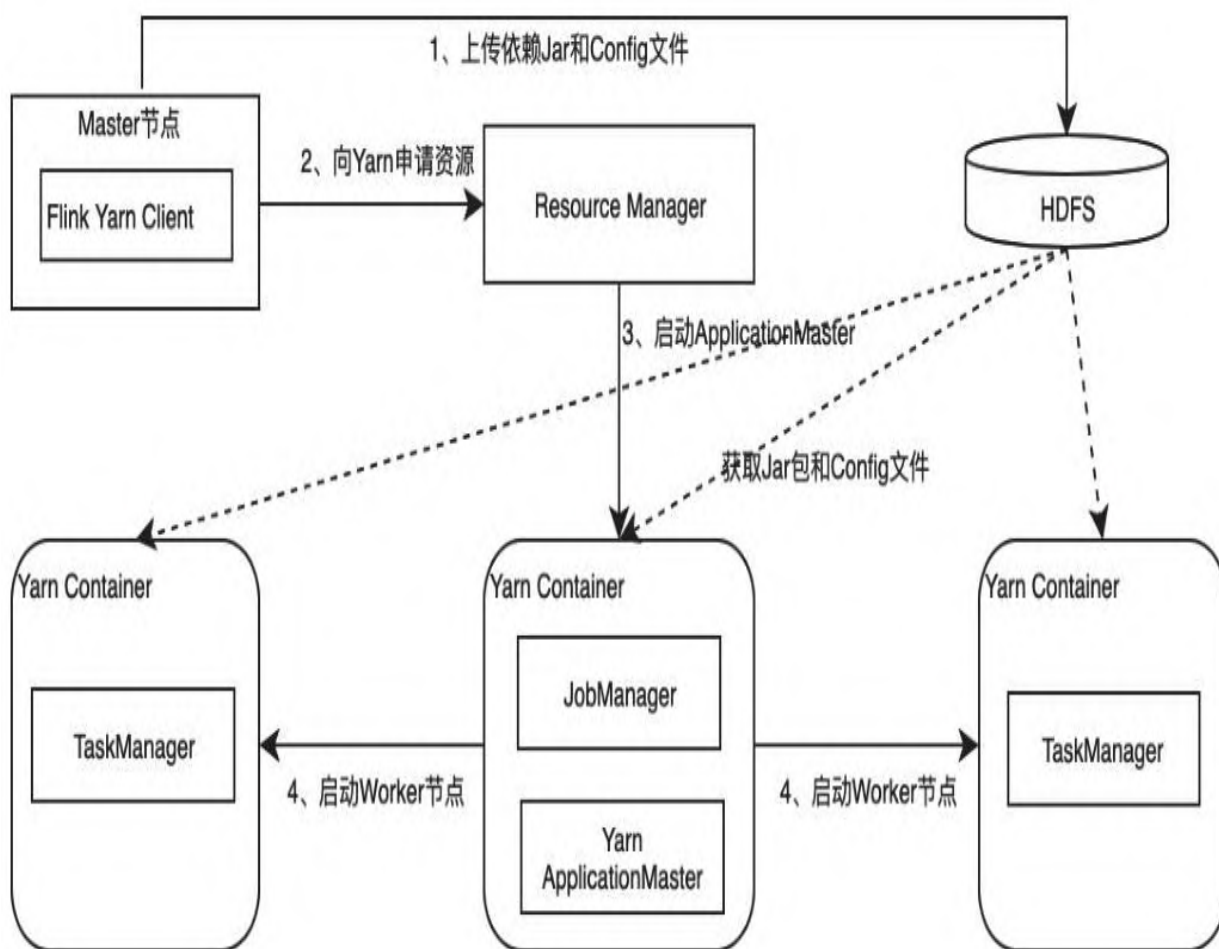 1、上传依赖Jar和Config文件
Master节点
Flink Yarn Client
2、向Yarn申请资源
Resource Manager
HDFS
3、启动ApplicationMaster
获取Jar包和Config文件
Yarn Container
TaskManager
Yarn Container
JobManager
Yarn
ApplicationMaster
Yarn Container
TaskManager
4、启动Worker节点
4、启动Worker节点